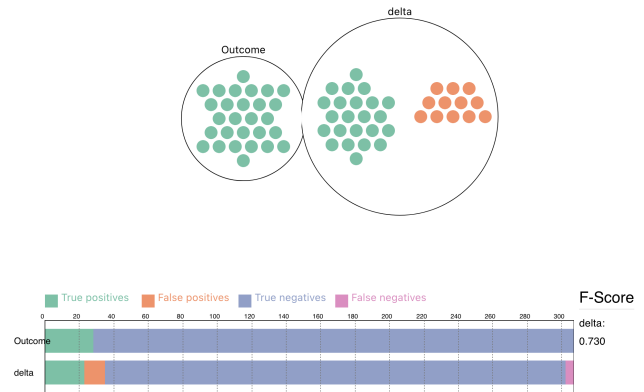 delta
Outcome
True positives
False positives
True negatives
False negatives
F-Score
0 20 40 60 80 100 120 140 160 180 200 220 240 260 280 300
delta:
Outcome
0.730
delta